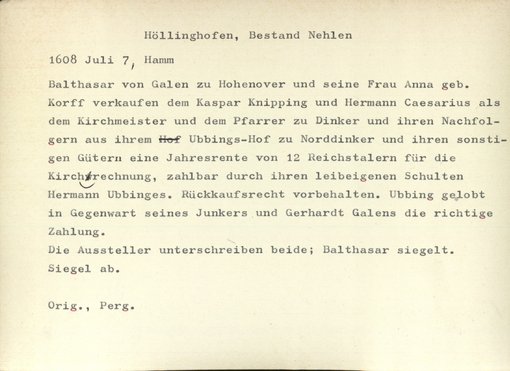 Höllinghofen, Bestand Nehlen
1608 Juli 7, Hamm
Balthasar von Galen zu Hohenover und seine Frau Anna geb.
Korff verkaufen dem Kaspar Knipping und Hermann Caesarius als
dem Kirchmeister und dem Pfarrer zu Dinker und ihren Nachfol-
gern aus ihrem Hof Ubbings-Hof zu Norddinker und ihren sonsti-
gen Gütern eine Jahresrente von 12 Reichstalern für die
Kirchrechnung, zahlbar durch ihren leibeigenen Schulten
Hermann Ubbinges. Rückkaufsrecht vorbehalten. Ubbing gelobt
in Gegenwart seines Junkers und Gerhardt Galens die richtige
Zahlung.
Die Aussteller unterschreiben beide; Balthasar siegelt.
Siegel ab.
Orig., Perg.